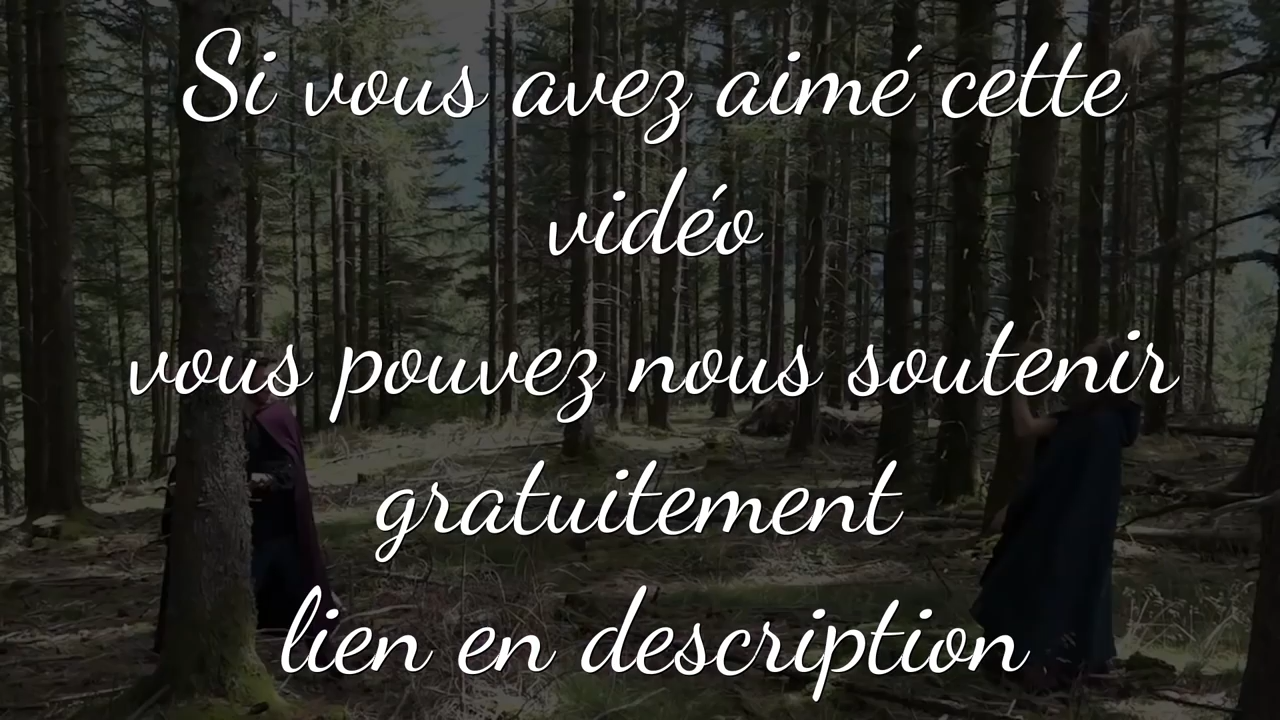 Si vous avez aimé cette
vidéo
vous pouvez nous soutenir
gratuitement
lien en description